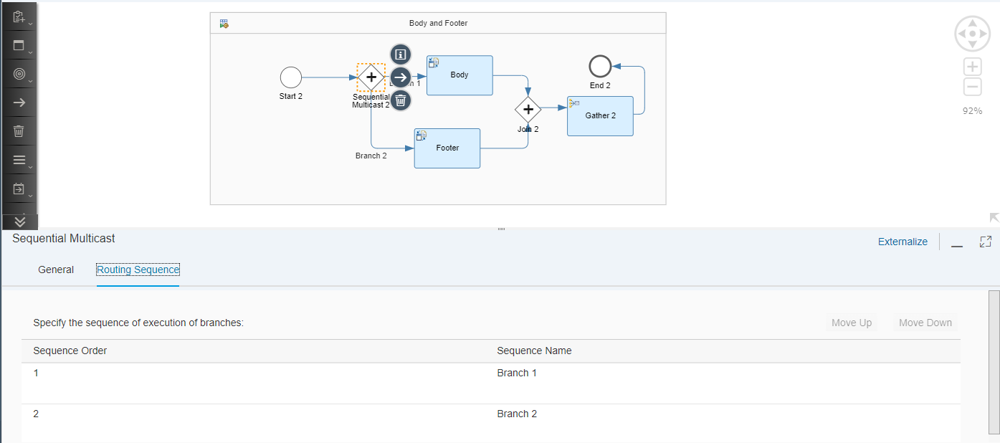 Body and Footer
Start 2
Sequential
Multicast 2
n 1
Body
Branch 2
Footer
Join 2
Gather 2
End 2
92%
Sequential Multicast
Externalize
General
Routing Sequence
Specify the sequence of execution of branches:
Move Up
Move Down
Sequence Order
Sequence Name
1
Branch 1
2
Branch 2